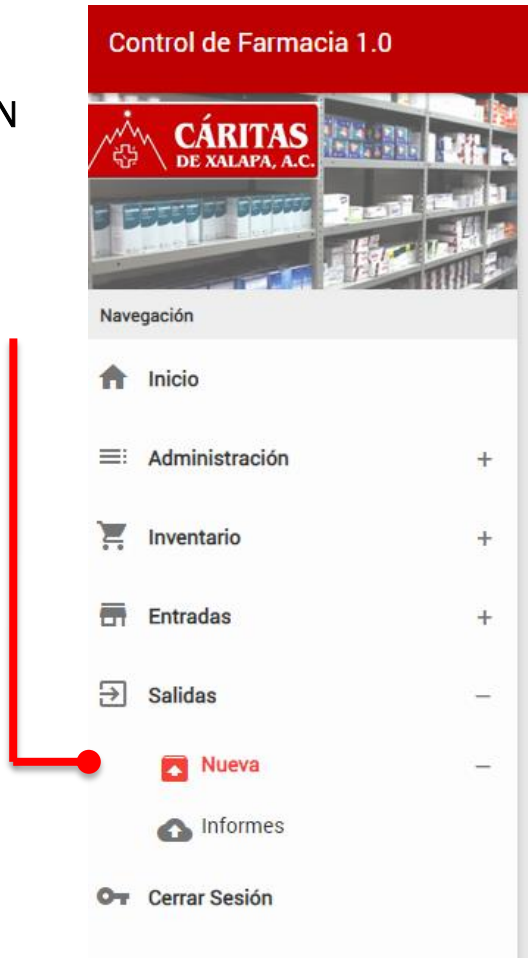 Control de Farmacia 1.0
N
CÁRITAS
DE XALAPA, A.C.
Navegación
Inicio
Administración +
Inventario +
Entradas +
Salidas −
Nueva −
Informes
Cerrar Sesión